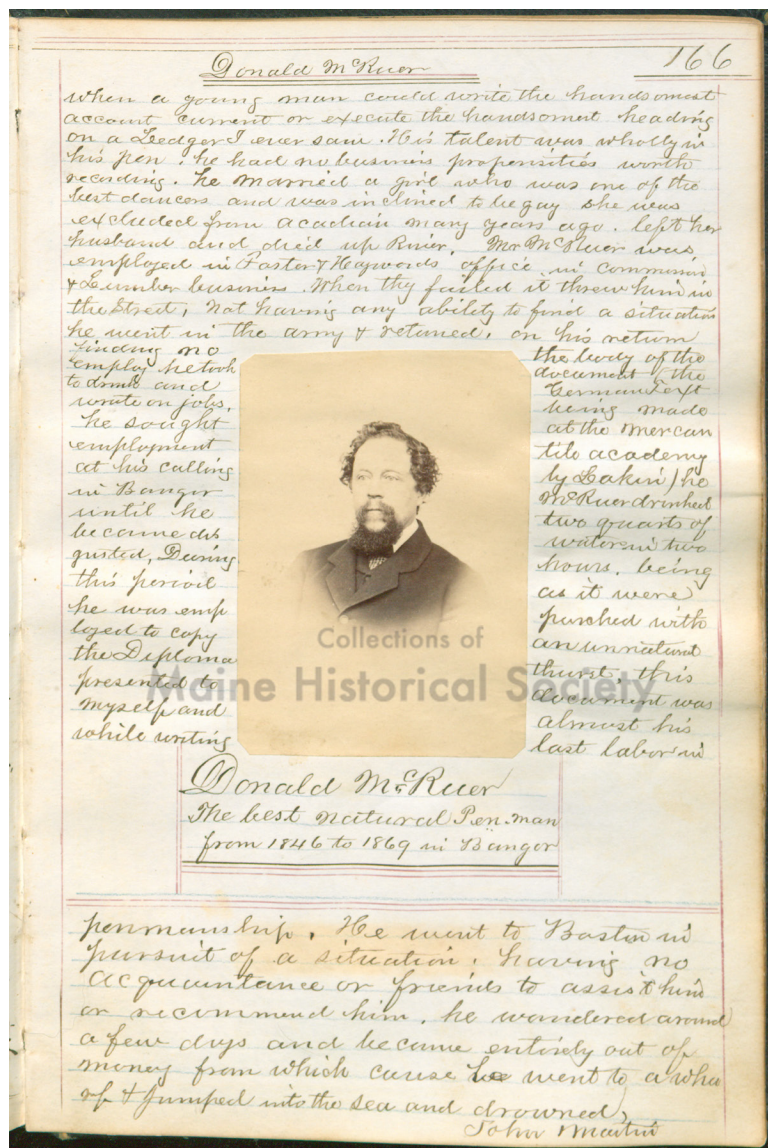 Donald McRuer
166
when a young man could write the handsomest
account current or execute the handsomest heading
on a Ledger I ever saw. His talent was wholly in
his pen. he had no business propensities worth
recording. he married a girl who was one of the
best dancers and was inclined to be gay she was
excluded from acadian many years ago. left her
husband and died up River. Mr McRuer was
employed in Foster & Haywords office in commission
& Lumber business. When thy failed it threw him in
the Street, Not having any ability to find a situation
he went in the army & returned, on his return
finding no
employ he took
to drink and
wrote on jobs,
he sought
employment
at his calling
in Bangor
until he
became dis
gusted, During
this period
he was emp
loyed to copy
the Diploma
presented to
myself and
while writing
the body of the
document (the
German Text
being made
at the Mercan
tile academy
by Lakin) he
McRuer drinked
two quarts of
water in two
hours. being
as it were
parched with
an unnatural
thirst, this
document was
almost his
last labor in
Donald McRuer
The best natural Pen-man
from 1846 to 1869 in Bangor
penmanship. He went to Boston in
pursuit of a situation, having no
acquaintance or friends to assist him
or recommend him. he wandered around
a few days and became entirely out of
money from which cause he went to a wha
rf & jumped into the sea and drowned,
John Martin
Collections of
Maine Historical Society